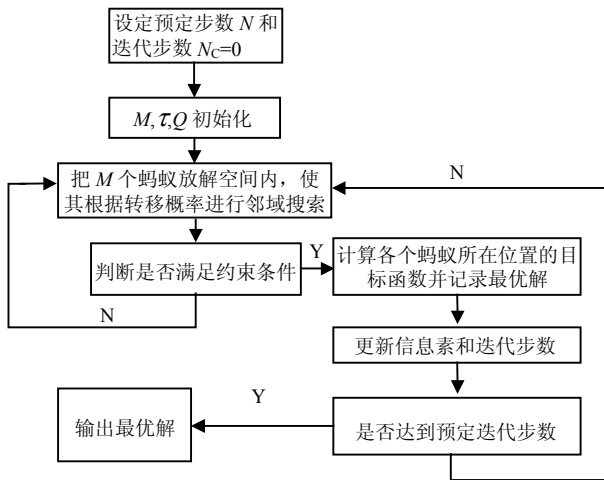 设定预定步数 N 和
迭代步数 N_C=0
M,τ,Q 初始化
把 M 个蚂蚁放解空间内，使
其根据转移概率进行邻域搜索
N
判断是否满足约束条件
Y
N
计算各个蚂蚁所在位置的目
标函数并记录最优解
更新信息素和迭代步数
是否达到预定迭代步数
Y
输出最优解